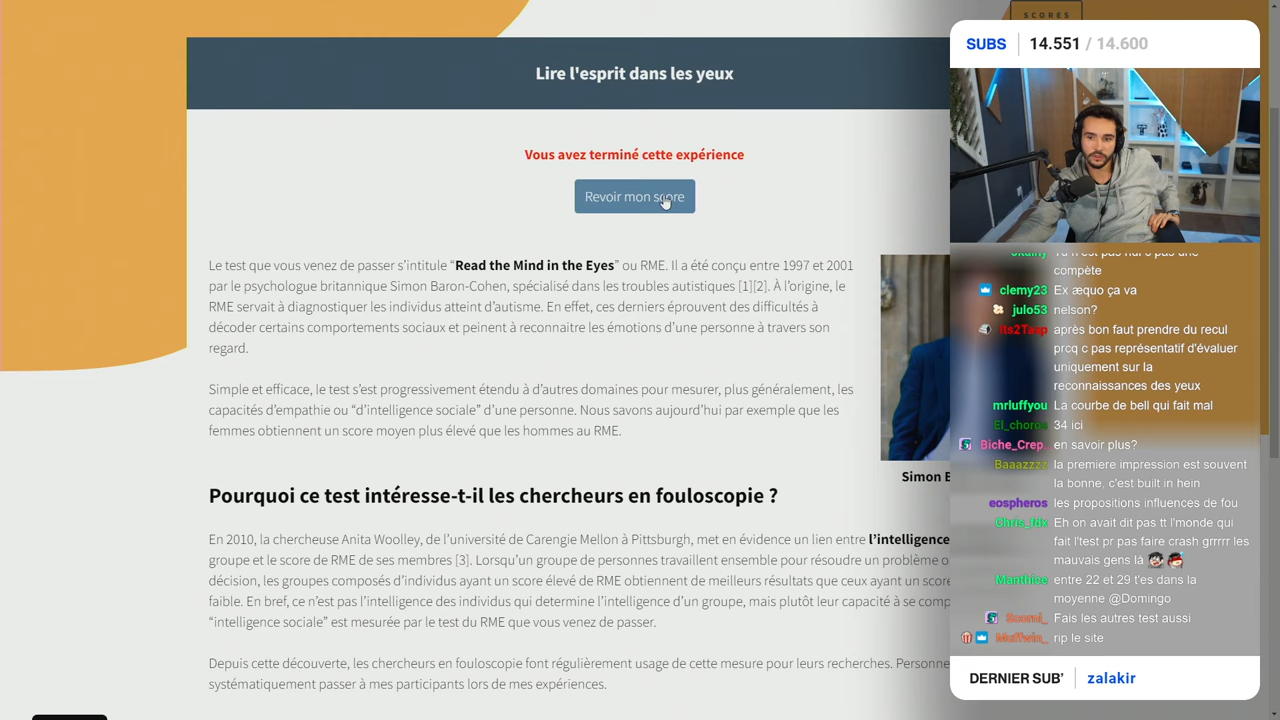 SCORES
SUBS 14.551 / 14.600
Lire l'esprit dans les yeux
Vous avez terminé cette expérience
Revoir mon score
Le test que vous venez de passer s'intitule “Read the Mind in the Eyes” ou RME. Il a été conçu entre 1997 et 2001
par le psychologue britannique Simon Baron-Cohen, spécialisé dans les troubles autistiques [1][2]. À l'origine, le
RME servait à diagnostiquer les individus atteint d'autisme. En effet, ces derniers éprouvent des difficultés à
décoder certains comportements sociaux et peinent à reconnaitre les émotions d'une personne à travers son
regard.
Simple et efficace, le test s'est progressivement étendu à d'autres domaines pour mesurer, plus généralement, les
capacités d'empathie ou “d'intelligence sociale” d'une personne. Nous savons aujourd'hui par exemple que les
femmes obtiennent un score moyen plus élevé que les hommes au RME.
Simon B
Pourquoi ce test intéresse-t-il les chercheurs en fouloscopie ?
En 2010, la chercheuse Anita Woolley, de l'université de Carengie Mellon à Pittsburgh, met en évidence un lien entre l'intelligence
groupe et le score de RME de ses membres [3]. Lorsqu'un groupe de personnes travaillent ensemble pour résoudre un problème o
décision, les groupes composés d'individus ayant un score élevé de RME obtiennent de meilleurs résultats que ceux ayant un score
faible. En bref, ce n'est pas l'intelligence des individus qui determine l'intelligence d'un groupe, mais plutôt leur capacité à se comp
“intelligence sociale” est mesurée par le test du RME que vous venez de passer.
Depuis cette découverte, les chercheurs en fouloscopie font régulièrement usage de cette mesure pour leurs recherches. Personne
systématiquement passer à mes participants lors de mes expériences.
compète
clemy23 Ex æquo ça va
julo53 nelson?
Its2Tasp après bon faut prendre du recul
prcq c pas représentatif d'évaluer
uniquement sur la
reconnaissances des yeux
mrluffyou La courbe de bell qui fait mal
El_choros 34 ici
Biche_Crep.. en savoir plus?
Baaazzzz la premiere impression est souvent
la bonne, c'est built in hein
eospheros les propositions influences de fou
Chris_fdx Eh on avait dit pas tt l'monde qui
fait l'test pr pas faire crash grrrrr les
mauvais gens là
Manthice entre 22 et 29 t'es dans la
moyenne @Domingo
Fais les autres test aussi
rip le site
DERNIER SUB' zalakir